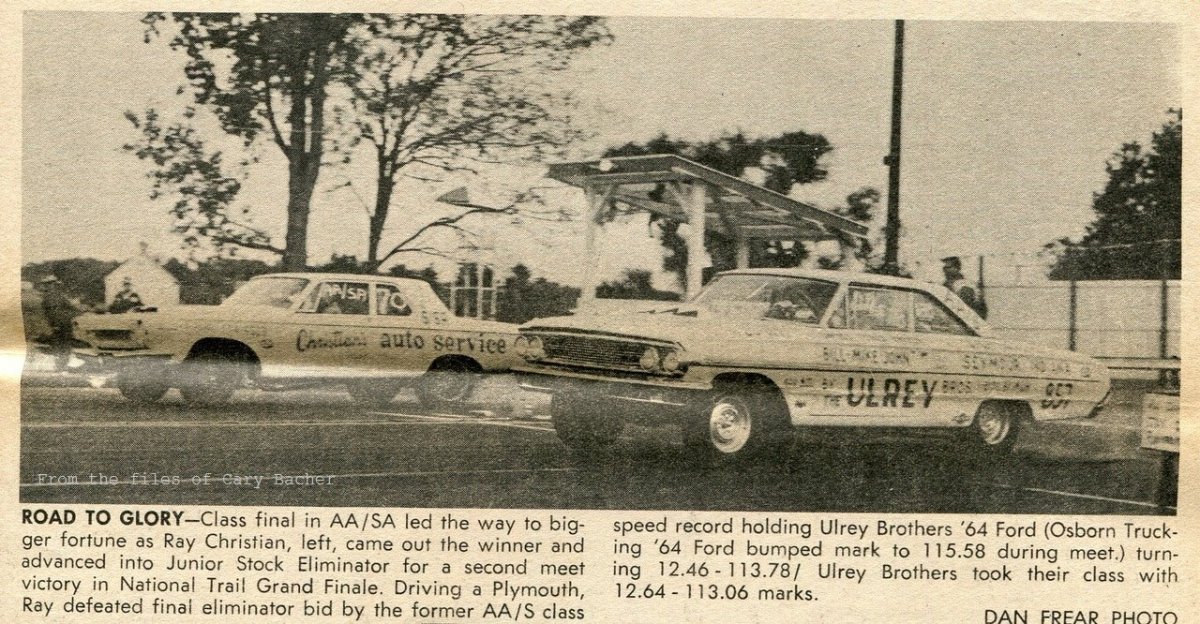 AA/SA 70
Christian's auto service
BILL-MIKE JOHN
SEYMOUR INDIANA
BY THE ULREY BROS 857
From the files of Cary Bacher
ROAD TO GLORY—Class final in AA/SA led the way to big-
ger fortune as Ray Christian, left, came out the winner and
advanced into Junior Stock Eliminator for a second meet
victory in National Trail Grand Finale. Driving a Plymouth,
Ray defeated final eliminator bid by the former AA/S class
speed record holding Ulrey Brothers '64 Ford (Osborn Truck-
ing '64 Ford bumped mark to 115.58 during meet.) turn-
ing 12.46 - 113.78/ Ulrey Brothers took their class with
12.64 - 113.06 marks.
DAN FREAR PHOTO